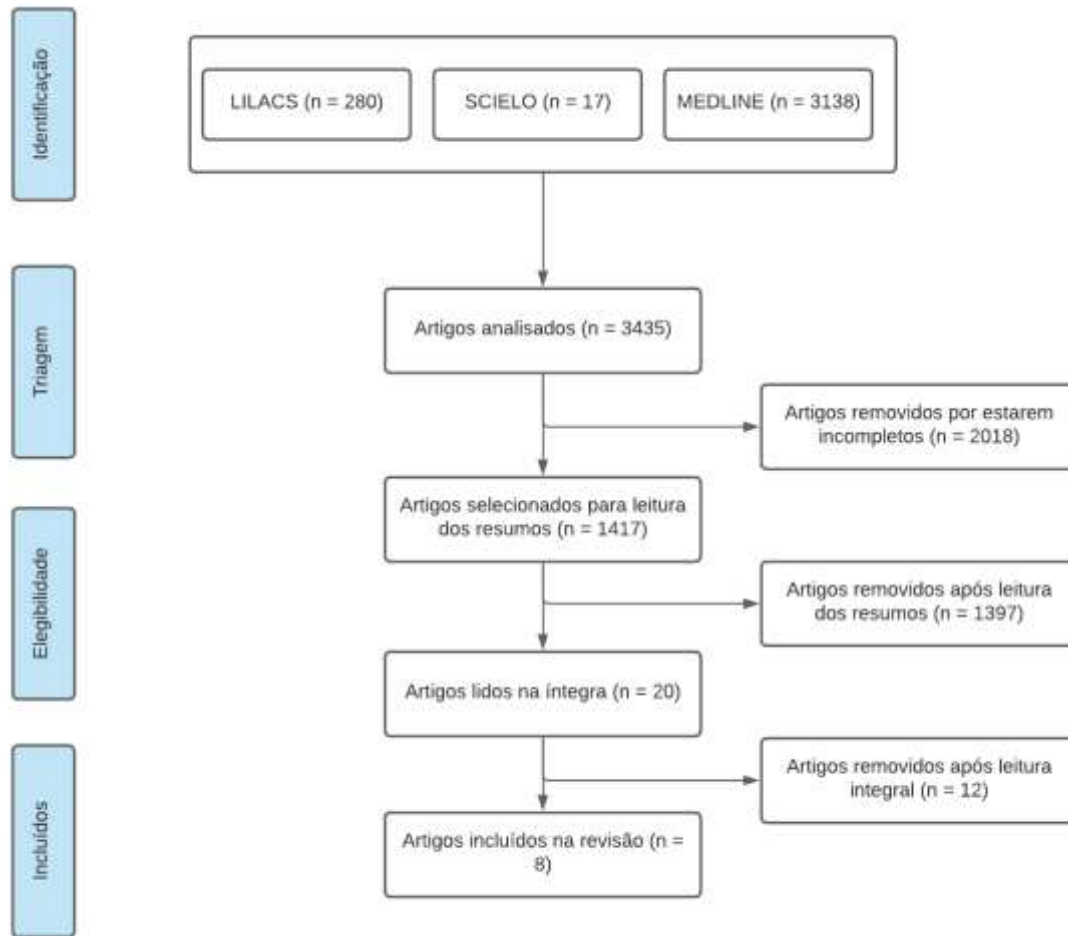 Identificação
LILACS (n = 280)
SCIELO (n = 17)
MEDLINE (n = 3138)
Triagem
Artigos analisados (n = 3435)
Artigos removidos por estarem
incompletos (n = 2018)
Artigos selecionados para leitura
dos resumos (n = 1417)
Elegibilidade
Artigos removidos após leitura
dos resumos (n = 1397)
Artigos lidos na íntegra (n = 20)
Artigos removidos após leitura
integral (n = 12)
Incluídos
Artigos incluídos na revisão (n =
8)